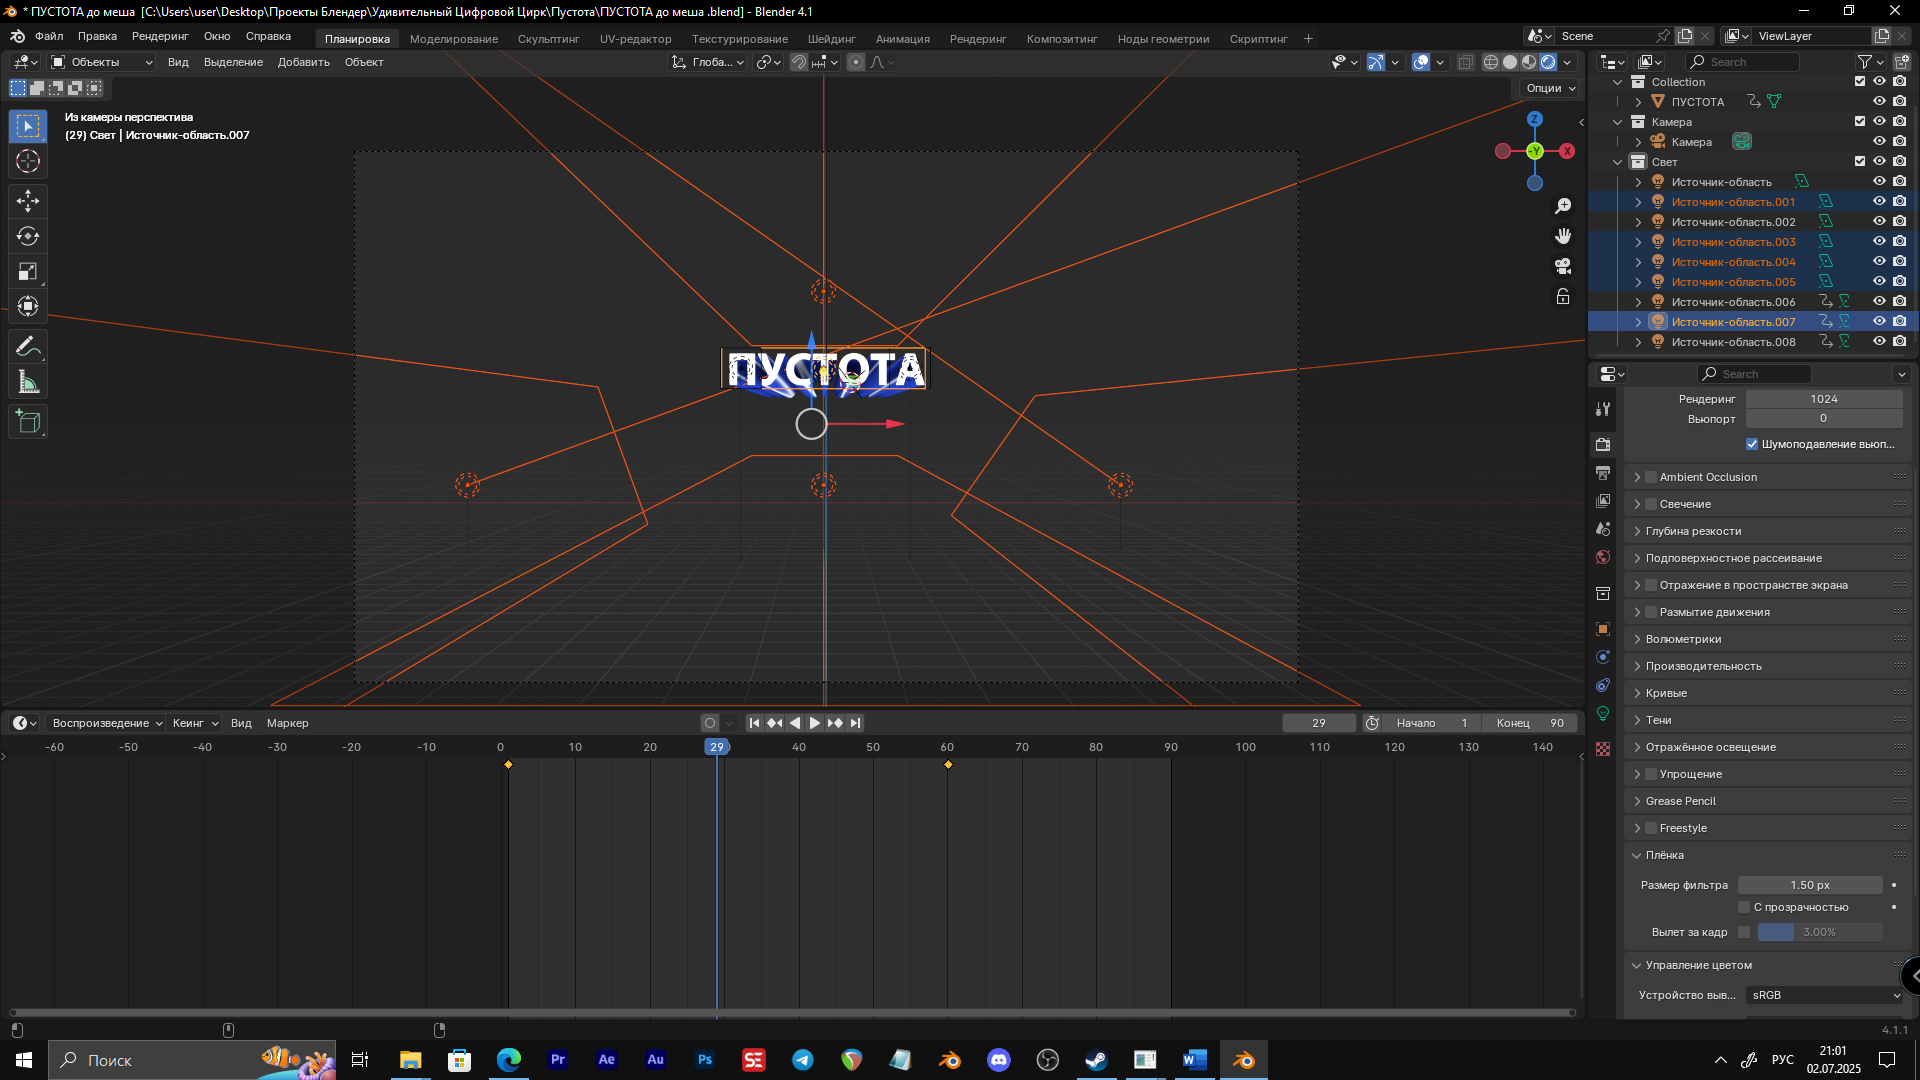 * ПУСТОТА до меша  [C:\Users\user\Desktop\Проекты Блендер\Удивительный Цифровой Цирк\Пустота\ПУСТОТА до меша .blend] - Blender 4.1
Файл Правка Рендеринг Окно Справка Планировка Моделирование Скульптинг UV-редактор Текстурирование Шейдинг Анимация Рендеринг Композитинг Ноды геометрии Скриптинг + Scene ViewLayer
Объекты Вид Выделение Добавить Объект Глоба... Search
Опции
Из камеры перспектива
(29) Свет | Источник-область.007
Z
-Y X
ПУСТОТА
Collection
ПУСТОТА
Камера
Камера
Свет
Источник-область
Источник-область.001
Источник-область.002
Источник-область.003
Источник-область.004
Источник-область.005
Источник-область.006
Источник-область.007
Источник-область.008
Search
Рендеринг 1024
Вьюпорт 0
Шумоподавление вьюп...
Ambient Occlusion
Свечение
Глубина резкости
Подповерхностное рассеивание
Отражение в пространстве экрана
Размытие движения
Волюметрики
Производительность
Кривые
Тени
Отражённое освещение
Упрощение
Grease Pencil
Freestyle
Плёнка
Размер фильтра 1.50 px
С прозрачностью
Вылет за кадр 3.00%
Управление цветом
Устройство выв... sRGB
Воспроизведение Кеинг Вид Маркер 29 Начало 1 Конец 90
-60 -50 -40 -30 -20 -10 0 10 20 29 40 50 60 70 80 90 100 110 120 130 140
4.1.1
Поиск Pr Ae Au Ps SE W РУС 21:01
02.07.2025